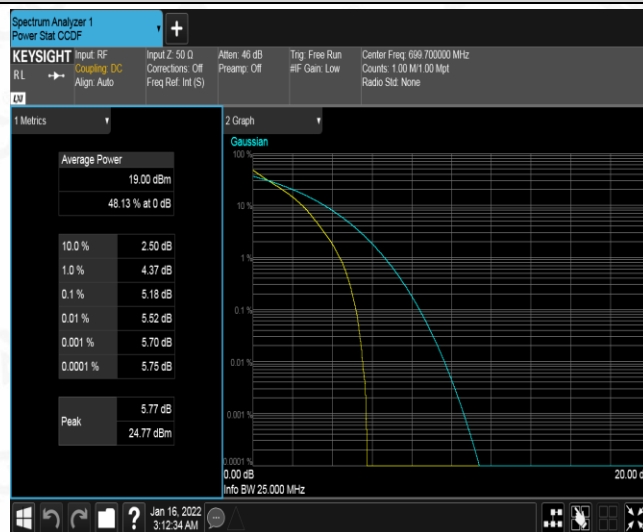 Spectrum Analyzer 1
Power Stat CCDF
+
KEYSIGHT
RL
LXI
Input: RF
Coupling: DC
Align: Auto
Input Z: 50 Ω
Corrections: Off
Freq Ref: Int (S)
Atten: 46 dB
Preamp: Off
Trig: Free Run
#IF Gain: Low
Center Freq: 699.700000 MHz
Counts: 1.00 M/1.00 Mpt
Radio Std: None
1 Metrics
Average Power
19.00 dBm
48.13 % at 0 dB
10.0 % 2.50 dB
1.0 % 4.37 dB
0.1 % 5.18 dB
0.01 % 5.52 dB
0.001 % 5.70 dB
0.0001 % 5.75 dB
Peak
5.77 dB
24.77 dBm
2 Graph
Gaussian
100 %
10 %
1 %
0.1 %
0.01 %
0.001 %
0.0001 %
0.00 dB 20.00 d
Info BW 25.000 MHz
?
Jan 16, 2022
3:12:34 AM